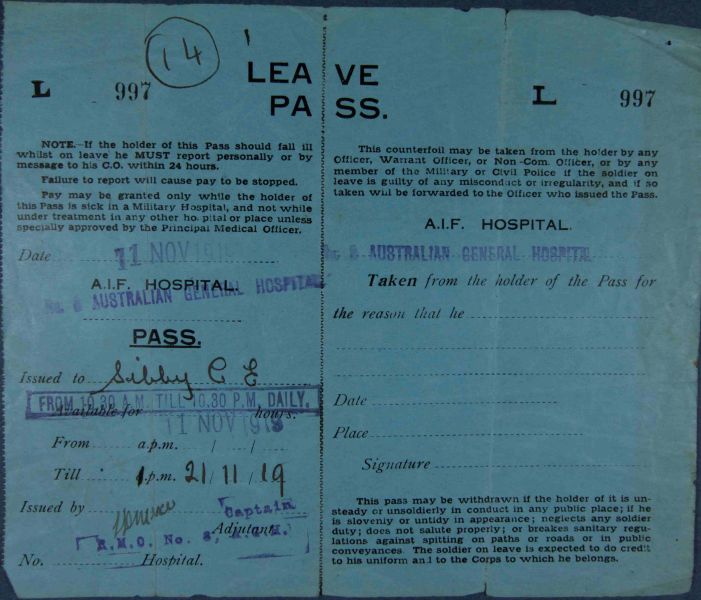 14
LEAVE
PASS.
L 997
L 997
NOTE.-If the holder of this Pass should fall ill
whilst on leave he MUST report personally or by
message to his C.O. within 24 hours.
Failure to report will cause pay to be stopped.
Pay may be granted only while the holder of
this Pass is sick in a Military Hospital, and not while
under treatment in any other hospital or place unless
specially approved by the Principal Medical Officer.
Date 11 NOV 1919
A.I.F. HOSPITAL.
No. 8 AUSTRALIAN GENERAL HOSPITAL
PASS.
Issued to Sibby C E
FROM 10.30 A.M. TILL 10.30 P.M. DAILY.
Available for hours.
11 NOV 1919
From a.p.m. / / /
Till 1 p.m. 21/11/19
Issued by
Captain
Adjutant
R.M.O. No. 8, A.G.H.
No. Hospital.
This counterfoil may be taken from the holder by any
Officer, Warrant Officer, or Non-Com. Officer, or by any
member of the Military or Civil Police if the soldier on
leave is guilty of any misconduct or irregularity, and if so
taken will be forwarded to the Officer who issued the Pass.
A.I.F. HOSPITAL.
No. 8 AUSTRALIAN GENERAL HOSPITAL
Taken from the holder of the Pass for
the reason that he
Date
Place
Signature
This pass may be withdrawn if the holder of it is un-
steady or unsoldierly in conduct in any public place; if he
is slovenly or untidy in appearance; neglects any soldier
duty; does not salute properly; or breakes sanitary regu-
lations against spitting on paths or roads or in public
conveyances. The soldier on leave is expected to do credit
to his uniform and to the Corps to which he belongs.